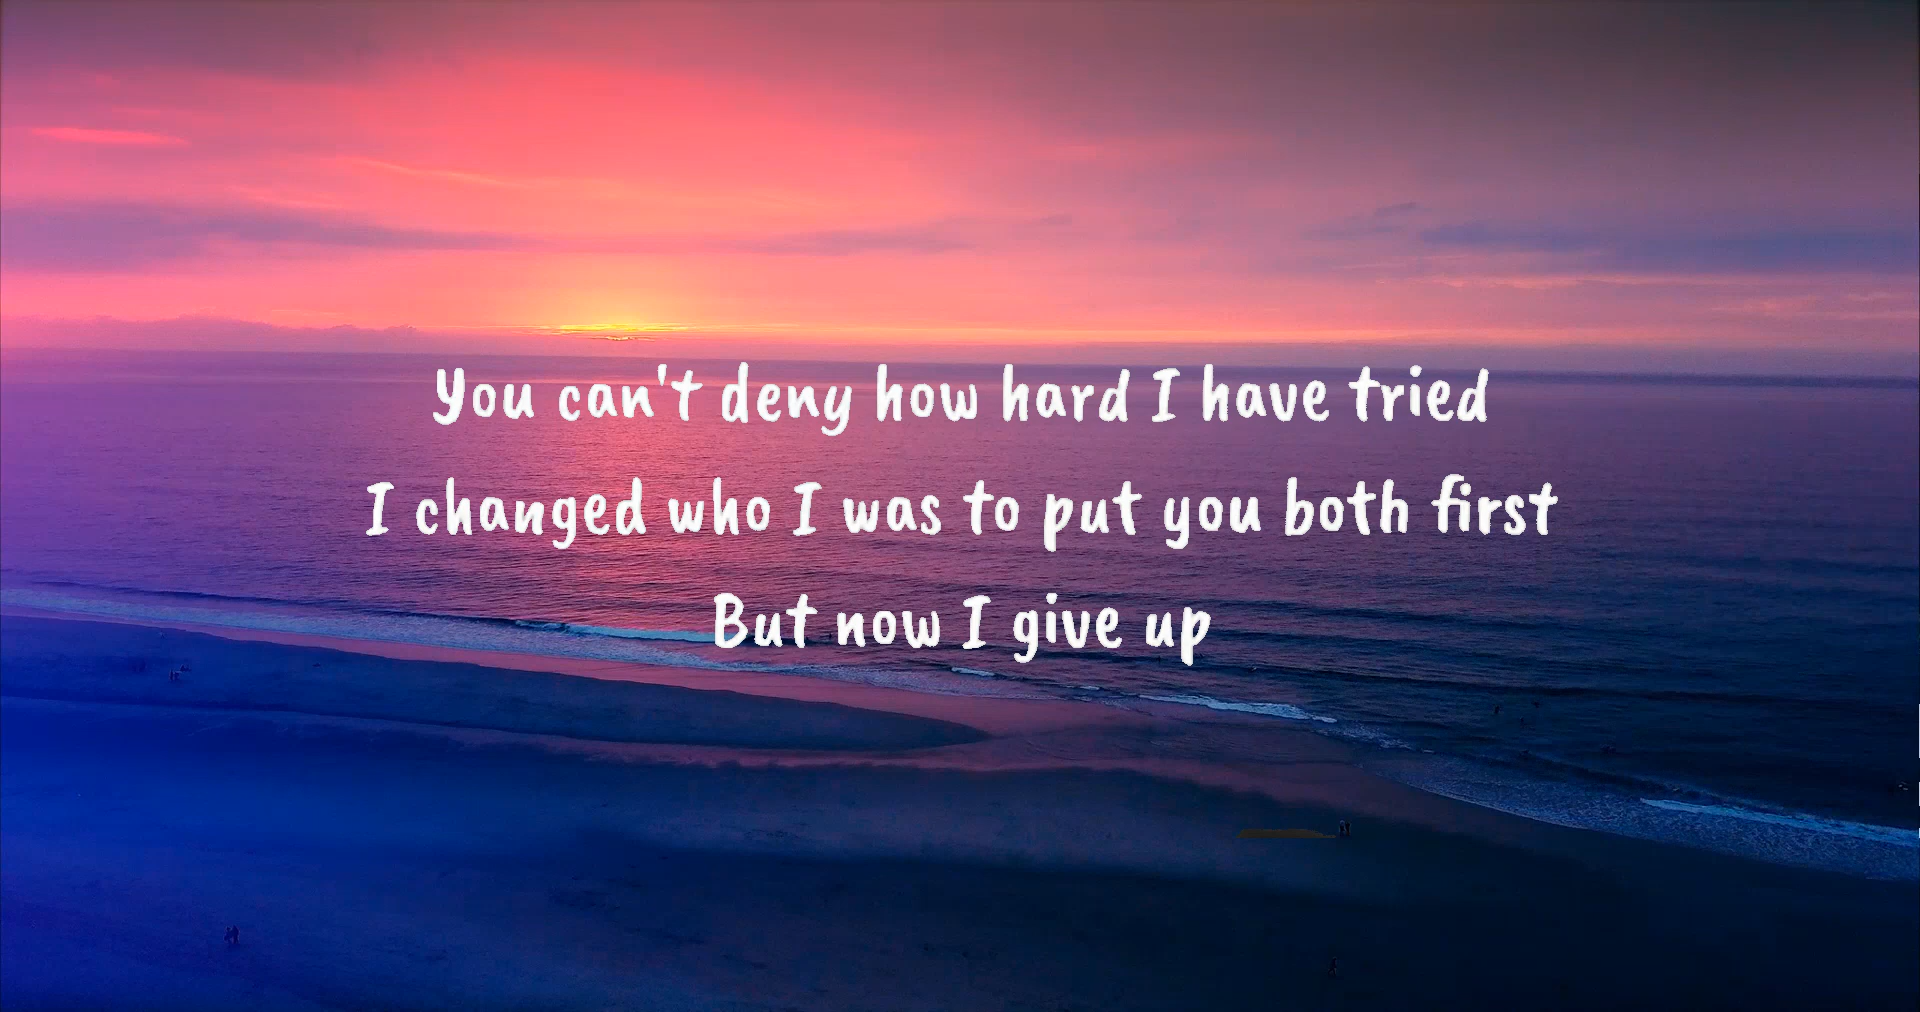 You can't deny how hard I have tried
I changed who I was to put you both first
But now I give up